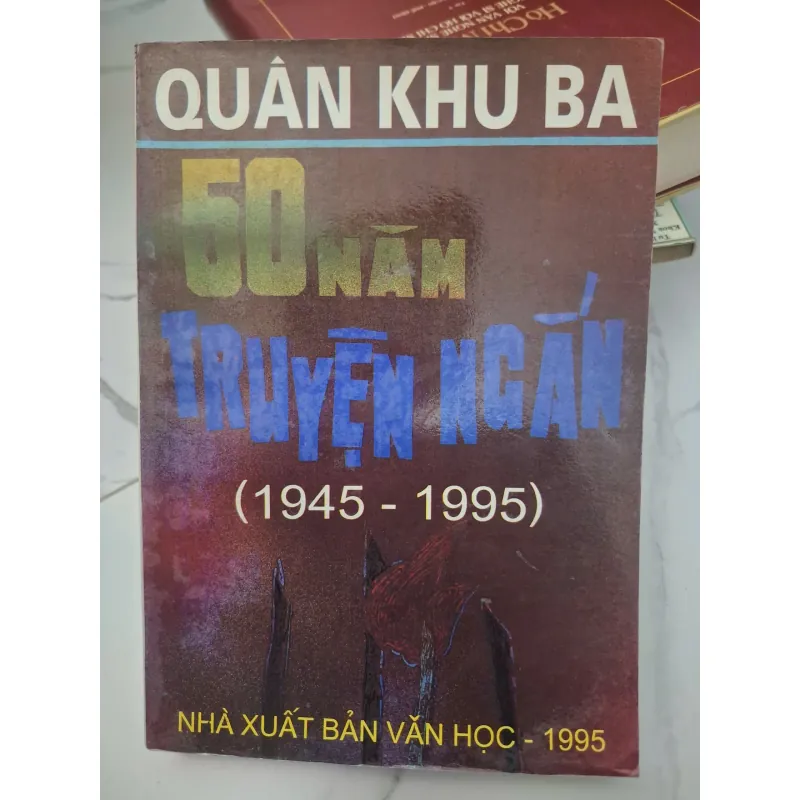 QUÂN KHU BA
50 NĂM
TRUYỆN NGẮN
(1945 - 1995)
NHÀ XUẤT BẢN VĂN HỌC - 1995